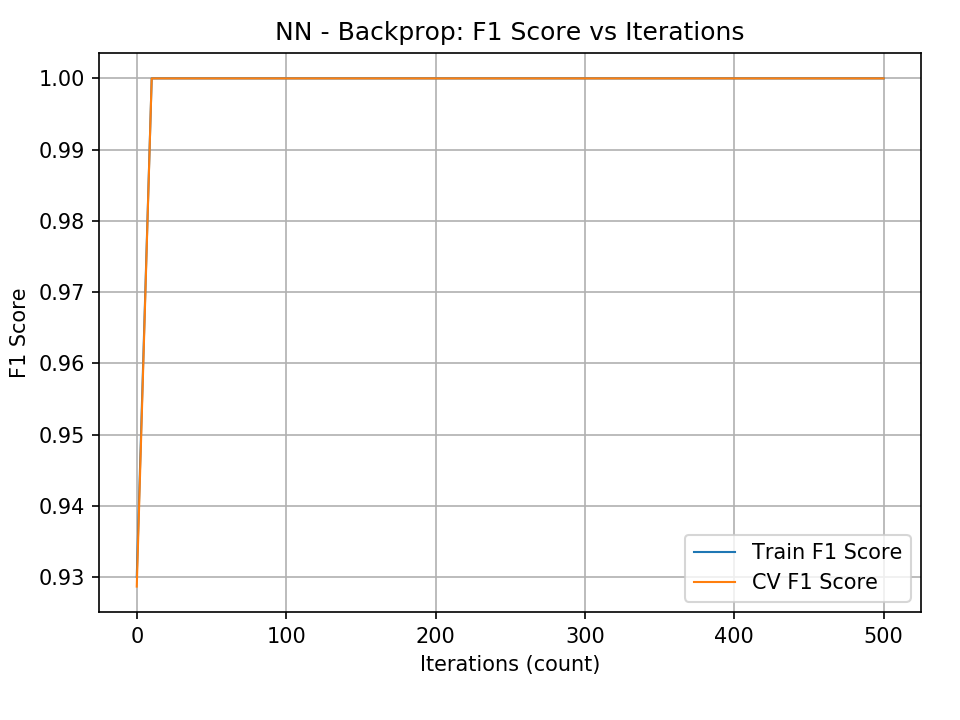 NN - Backprop: F1 Score vs Iterations
F1 Score
1.00
0.99
0.98
0.97
0.96
0.95
0.94
0.93
Train F1 Score
CV F1 Score
0 100 200 300 400 500
Iterations (count)